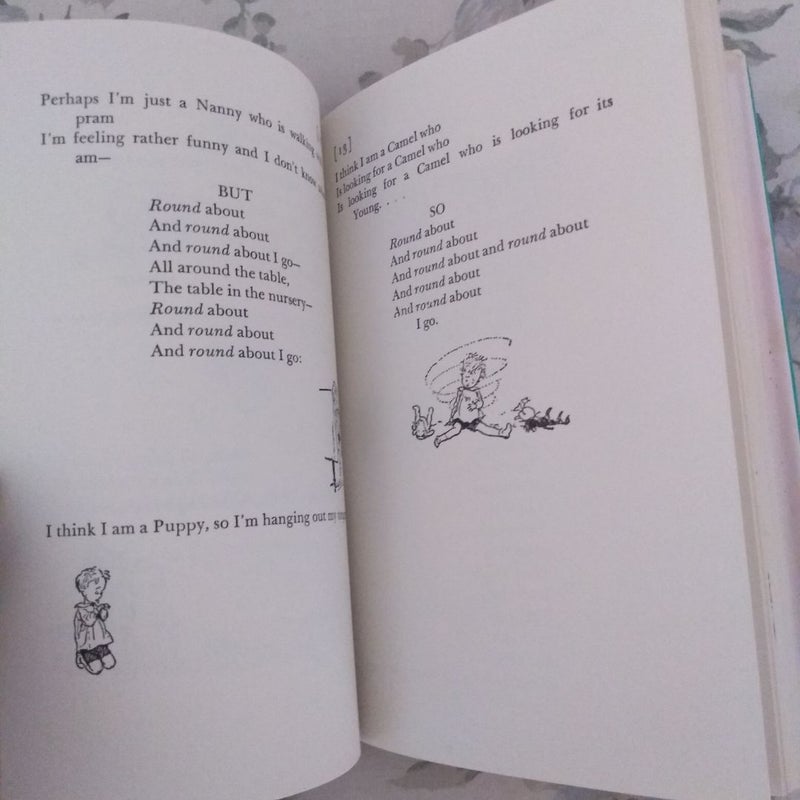 Perhaps I'm just a Nanny who is walking
pram
I'm feeling rather funny and I don't know
am—
BUT
Round about
And round about
And round about I go—
All around the table,
The table in the nursery—
Round about
And round about
And round about I go:
I think I am a Puppy, so I'm hanging out my
[18]
I think I am a Camel who
Is looking for a Camel who
Is looking for a Camel who is looking for its
Young. . . .
SO
Round about
And round about
And round about and round about
And round about
And round about
I go.